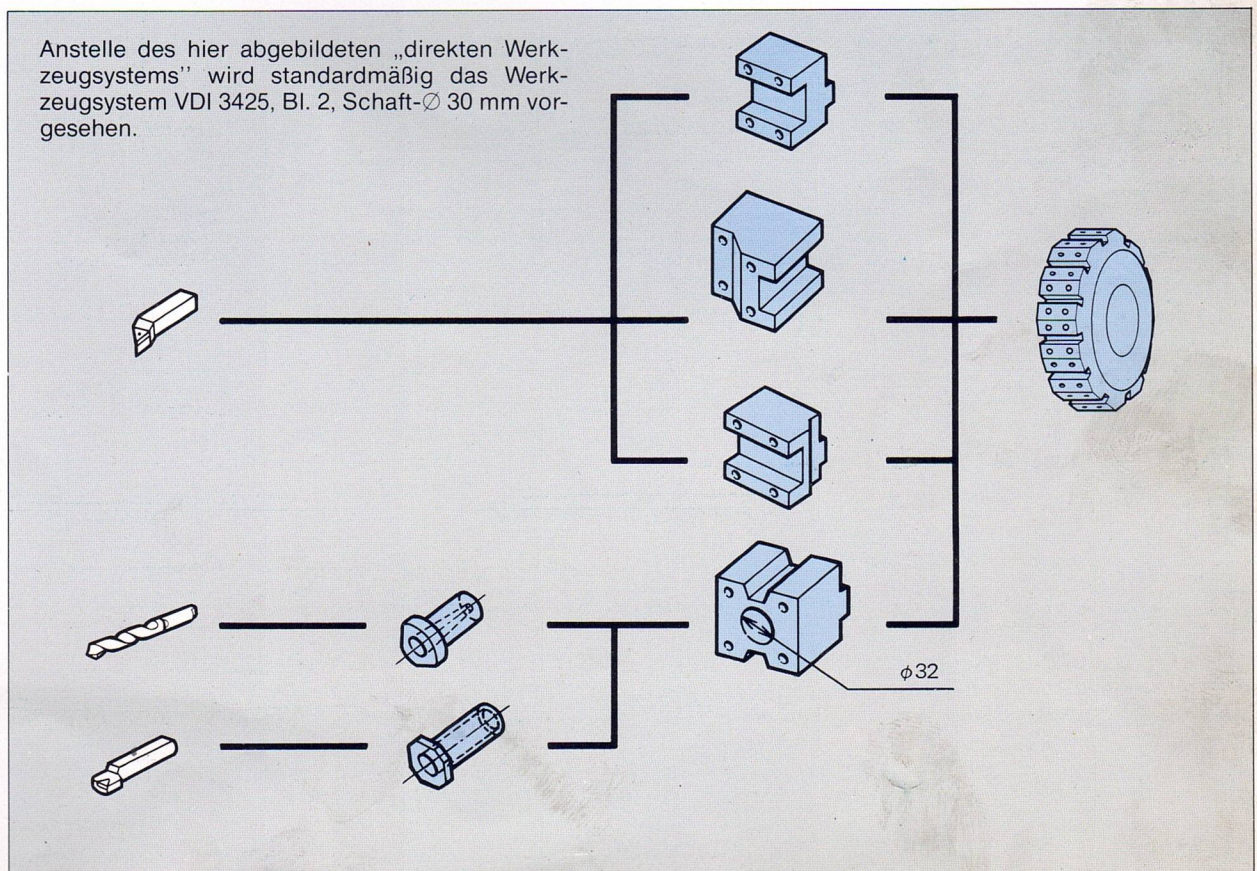 Anstelle des hier abgebildeten „direkten Werk-
zeugsystems’’ wird standardmäßig das Werk-
zeugsystem VDI 3425, Bl. 2, Schaft-∅ 30 mm vor-
gesehen.
ϕ32